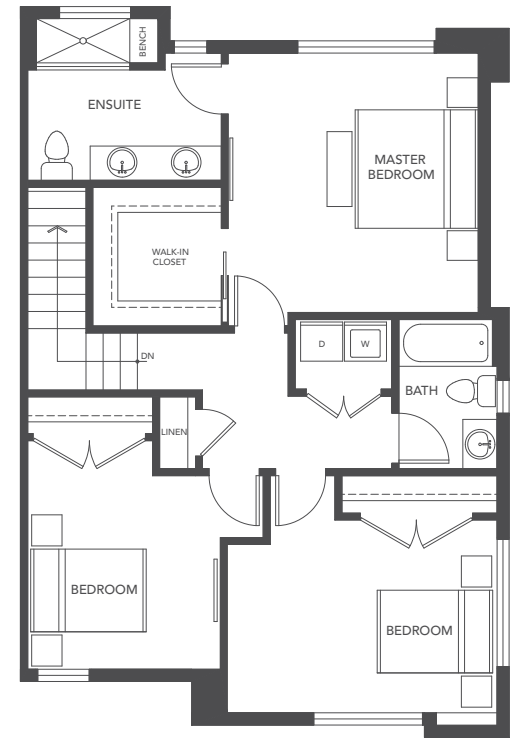 BENCH
ENSUITE
MASTER
BEDROOM
WALK-IN
CLOSET
D
W
DN
BATH
LINEN
BEDROOM
BEDROOM